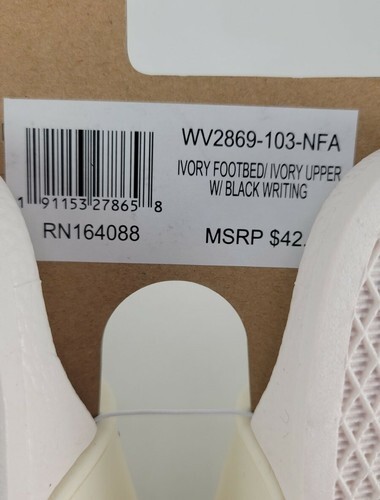 WV2869-103-NFA
IVORY FOOTBED/ IVORY UPPER
W/ BLACK WRITING
1 91153 27865 8
RN164088
MSRP $42.